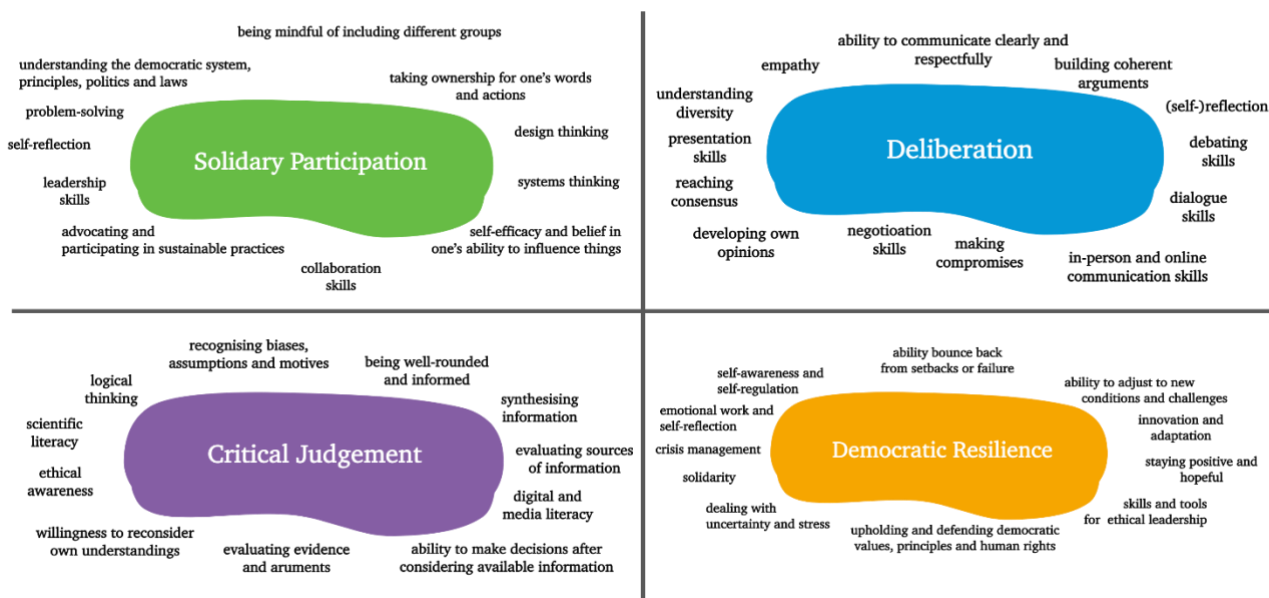 being mindful of including different groups
understanding the democratic system,
principles, politics and laws
taking ownership for one's words
and actions
problem-solving
design thinking
self-reflection
Solidary Participation
systems thinking
leadership
skills
advocating and
participating in sustainable practices
self-efficacy and belief in
one's ability to influence things
collaboration
skills
ability to communicate clearly and
respectfully
empathy
building coherent
arguments
understanding
diversity
(self-)reflection
presentation
skills
Deliberation
debating
skills
reaching
consensus
dialogue
skills
developing own
opinions
negotioation
skills
making
compromises
in-person and online
communication skills
recognising biases,
assumptions and motives
being well-rounded
and informed
logical
thinking
synthesising
information
scientific
literacy
Critical Judgement
evaluating sources
of information
ethical
awareness
digital and
media literacy
willingness to reconsider
own understandings
evaluating evidence
and aruments
ability to make decisions after
considering available information
ability bounce back
from setbacks or failure
self-awareness and
self-regulation
ability to adjust to new
conditions and challenges
emotional work and
self-reflection
innovation and
adaptation
crisis management
Democratic Resilience
staying positive and
hopeful
solidarity
skills and tools
for ethical leadership
dealing with
uncertainty and stress
upholding and defending democratic
values, principles and human rights